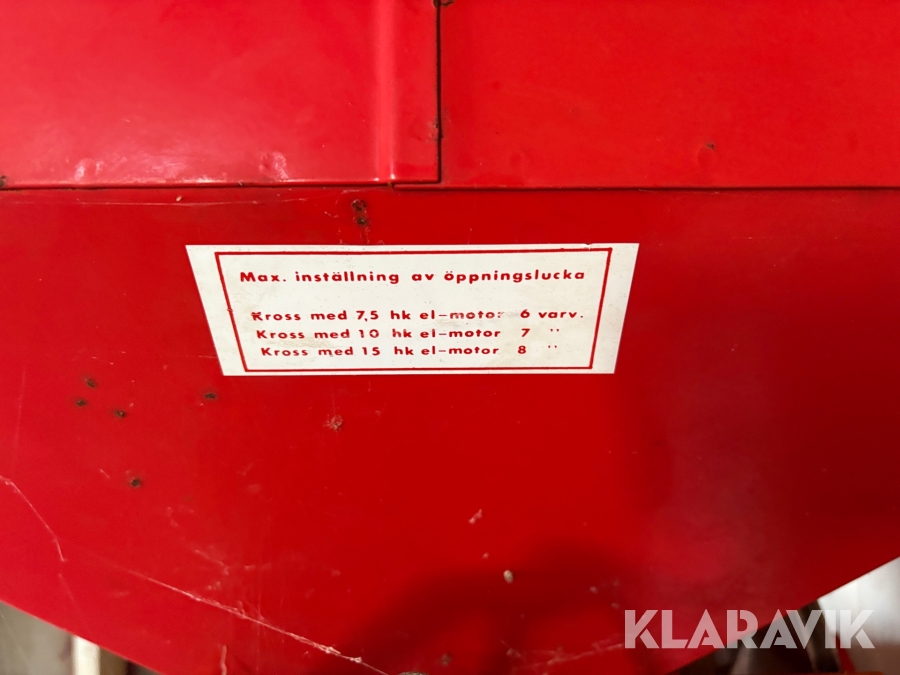 Max. inställning av öppningslucka
Kross med 7,5 hk el-motor 6 varv.
Kross med 10 hk el-motor 7 "
Kross med 15 hk el-motor 8 "
KLARAVIK